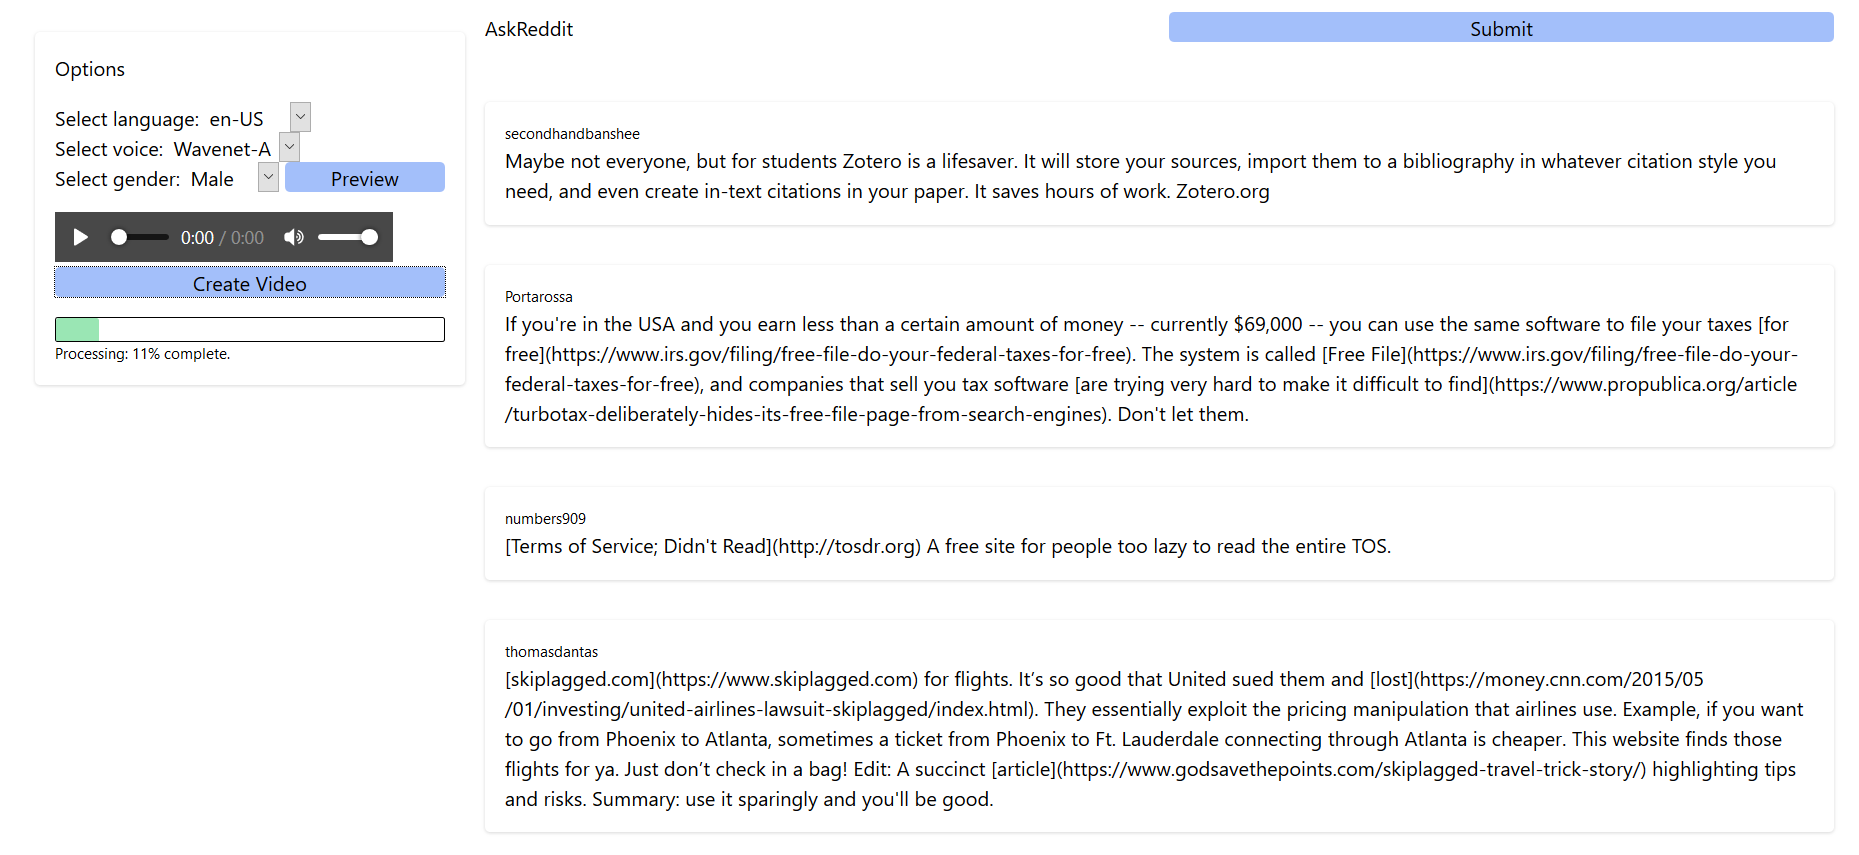 AskReddit
Submit
Options
Select language: en-US
Select voice: Wavenet-A
Select gender: Male
Preview
0:00 / 0:00
Create Video
Processing: 11% complete.
secondhandbanshee
Maybe not everyone, but for students Zotero is a lifesaver. It will store your sources, import them to a bibliography in whatever citation style you
need, and even create in-text citations in your paper. It saves hours of work. Zotero.org
Portarossa
If you're in the USA and you earn less than a certain amount of money -- currently $69,000 -- you can use the same software to file your taxes [for
free](https://www.irs.gov/filing/free-file-do-your-federal-taxes-for-free). The system is called [Free File](https://www.irs.gov/filing/free-file-do-your-
federal-taxes-for-free), and companies that sell you tax software [are trying very hard to make it difficult to find](https://www.propublica.org/article
/turbotax-deliberately-hides-its-free-file-page-from-search-engines). Don't let them.
numbers909
[Terms of Service; Didn't Read](http://tosdr.org) A free site for people too lazy to read the entire TOS.
thomasdantas
[skiplagged.com](https://www.skiplagged.com) for flights. It’s so good that United sued them and [lost](https://money.cnn.com/2015/05
/01/investing/united-airlines-lawsuit-skiplagged/index.html). They essentially exploit the pricing manipulation that airlines use. Example, if you want
to go from Phoenix to Atlanta, sometimes a ticket from Phoenix to Ft. Lauderdale connecting through Atlanta is cheaper. This website finds those
flights for ya. Just don’t check in a bag! Edit: A succinct [article](https://www.godsavethepoints.com/skiplagged-travel-trick-story/) highlighting tips
and risks. Summary: use it sparingly and you'll be good.